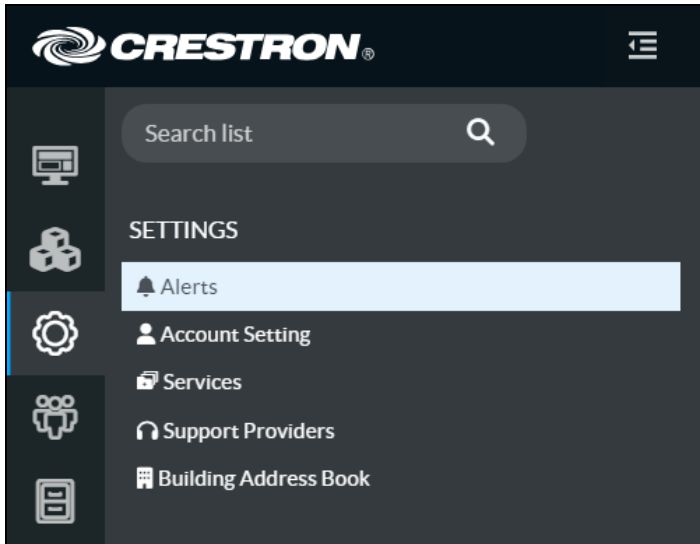 CRESTRON®
Search list
SETTINGS
Alerts
Account Setting
Services
Support Providers
Building Address Book